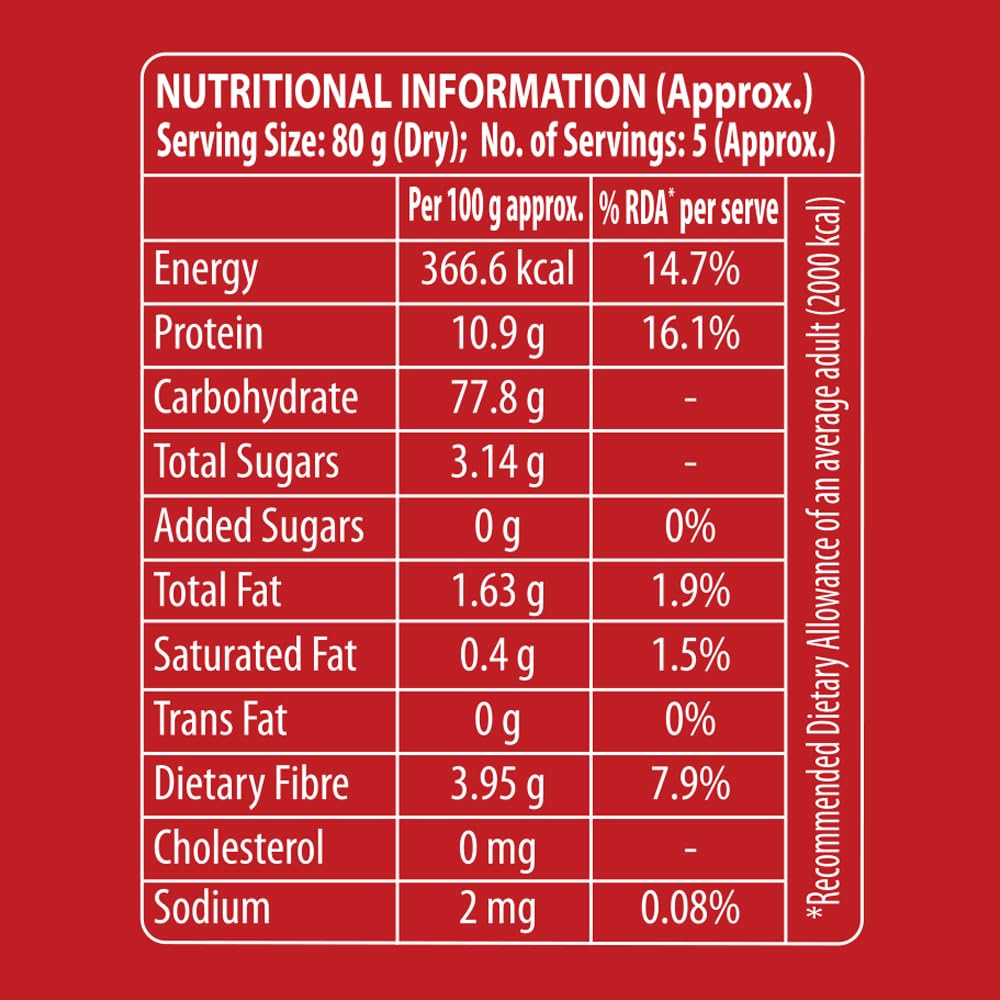 NUTRITIONAL INFORMATION (Approx.)
Serving Size: 80 g (Dry); No. of Servings: 5 (Approx.)
Per 100 g approx. % RDA* per serve
Energy 366.6 kcal 14.7%
Protein 10.9 g 16.1%
Carbohydrate 77.8 g -
Total Sugars 3.14 g -
Added Sugars 0 g 0%
Total Fat 1.63 g 1.9%
Saturated Fat 0.4 g 1.5%
Trans Fat 0 g 0%
Dietary Fibre 3.95 g 7.9%
Cholesterol 0 mg -
Sodium 2 mg 0.08%
*Recommended Dietary Allowance of an average adult (2000 kcal)